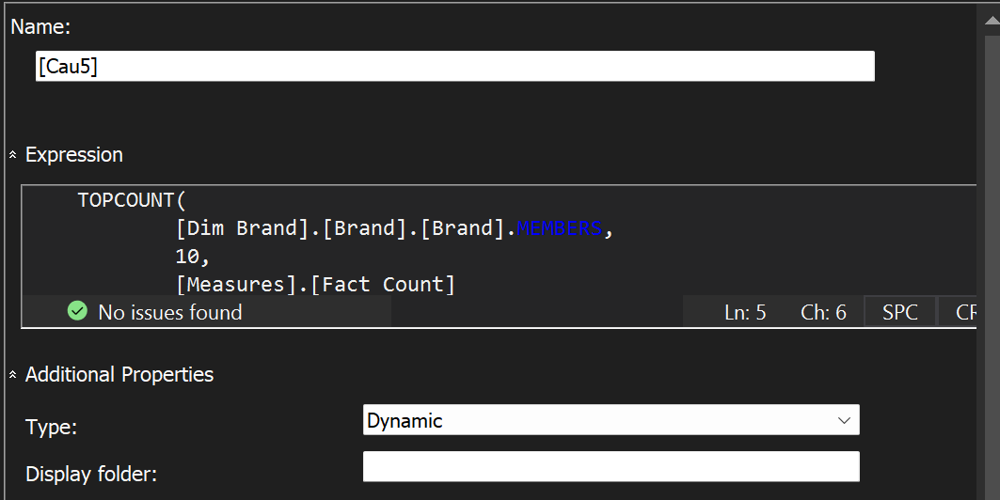 Name:
[Cau5]
Expression
TOPCOUNT(
[Dim Brand].[Brand].[Brand].MEMBERS,
10,
[Measures].[Fact Count]
No issues found Ln: 5 Ch: 6 SPC CR
Additional Properties
Type: Dynamic
Display folder: